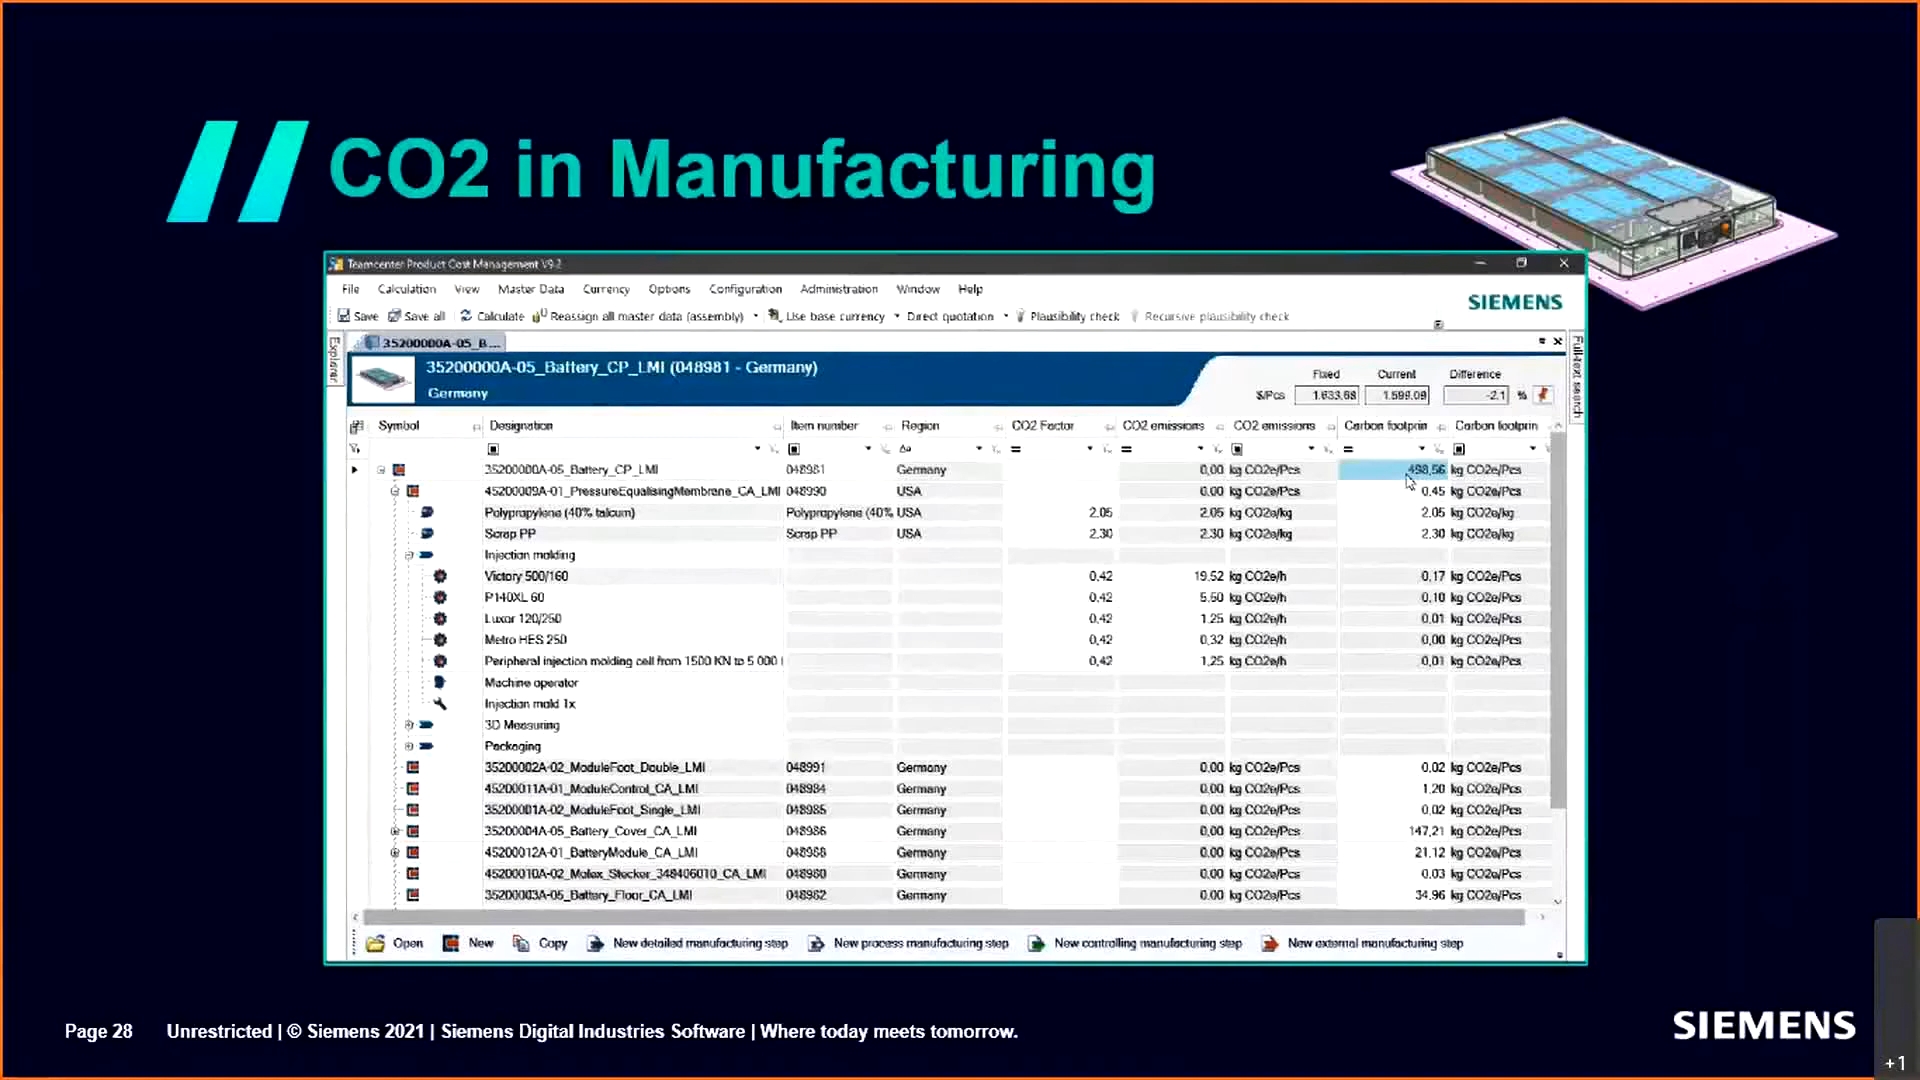 CO2 in Manufacturing
Teamcenter Product Cost Management V9.2
File Calculation View Master Data Currency Options Configuration Administration Window Help
SIEMENS
Save Save all Calculate Reassign all master data (assembly) Use base currency Direct quotation Plausibility check Recursive plausibility check
Explorer
35200000A-05_B...
Full-text search
35200000A-05_Battery_CP_LMI (048981 - Germany)
Germany
Fixed Current Difference
$/Pcs 1.633,68 1.599,09 -2,1 %
Symbol Designation Item number Region CO2 Factor CO2 emissions CO2 emissions Carbon footprin Carbon footprin
35200000A-05_Battery_CP_LMI 048981 Germany 0,00 kg CO2e/Pcs 498,56 kg CO2e/Pcs
45200009A-01_PressureEqualisingMembrane_CA_LMI 048990 USA 0,00 kg CO2e/Pcs 0,45 kg CO2e/Pcs
Polypropylene (40% talcum) Polypropylene (40% USA 2,05 2,05 kg CO2e/kg 2,05 kg CO2e/kg
Scrap PP Scrap PP USA 2,30 2,30 kg CO2e/kg 2,30 kg CO2e/kg
Injection molding
Victory 500/160 0,42 19,52 kg CO2e/h 0,17 kg CO2e/Pcs
P140XL 60 0,42 5,50 kg CO2e/h 0,10 kg CO2e/Pcs
Luxor 120/250 0,42 1,25 kg CO2e/h 0,01 kg CO2e/Pcs
Metro HES 250 0,42 0,32 kg CO2e/h 0,00 kg CO2e/Pcs
Peripheral injection molding cell from 1500 KN to 5 000 0,42 1,25 kg CO2e/h 0,01 kg CO2e/Pcs
Machine operator
Injection mold 1x
3D Measuring
Packaging
35200002A-02_ModuleFoot_Double_LMI 048991 Germany 0,00 kg CO2e/Pcs 0,02 kg CO2e/Pcs
45200011A-01_ModuleControl_CA_LMI 048984 Germany 0,00 kg CO2e/Pcs 1,20 kg CO2e/Pcs
35200001A-02_ModuleFoot_Single_LMI 048985 Germany 0,00 kg CO2e/Pcs 0,02 kg CO2e/Pcs
35200004A-05_Battery_Cover_CA_LMI 048986 Germany 0,00 kg CO2e/Pcs 147,21 kg CO2e/Pcs
45200012A-01_BatteryModule_CA_LMI 048988 Germany 0,00 kg CO2e/Pcs 21,12 kg CO2e/Pcs
45200010A-02_Molex_Stecker_348406010_CA_LMI 048980 Germany 0,00 kg CO2e/Pcs 0,03 kg CO2e/Pcs
35200003A-05_Battery_Floor_CA_LMI 048982 Germany 0,00 kg CO2e/Pcs 34,96 kg CO2e/Pcs
Open New Copy New detailed manufacturing step New process manufacturing step New controlling manufacturing step New external manufacturing step
Page 28 Unrestricted | © Siemens 2021 | Siemens Digital Industries Software | Where today meets tomorrow.
SIEMENS
+1